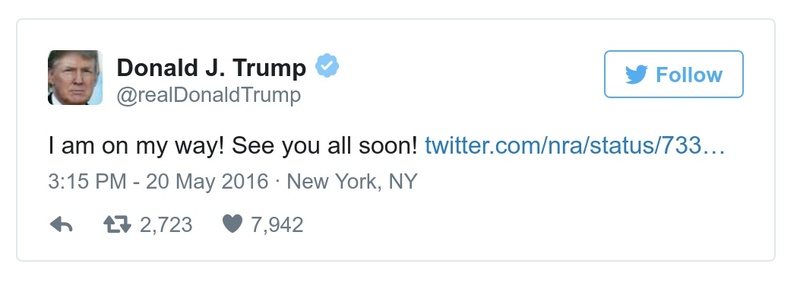 Donald J. Trump
@realDonaldTrump
Follow
I am on my way! See you all soon! twitter.com/nra/status/733…
3:15 PM - 20 May 2016 · New York, NY
2,723 7,942